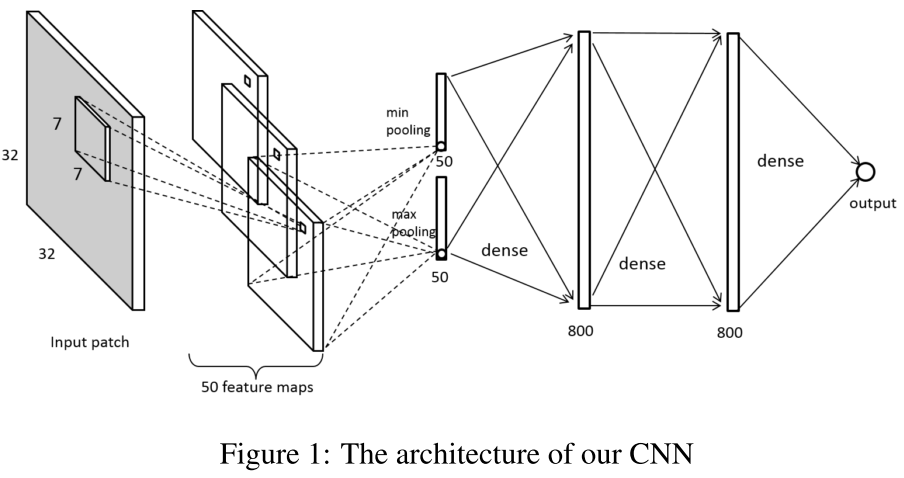 7
32
7
32
Input patch
50 feature maps
min
pooling
50
max
pooling
50
dense
800
dense
800
dense
output
Figure 1: The architecture of our CNN